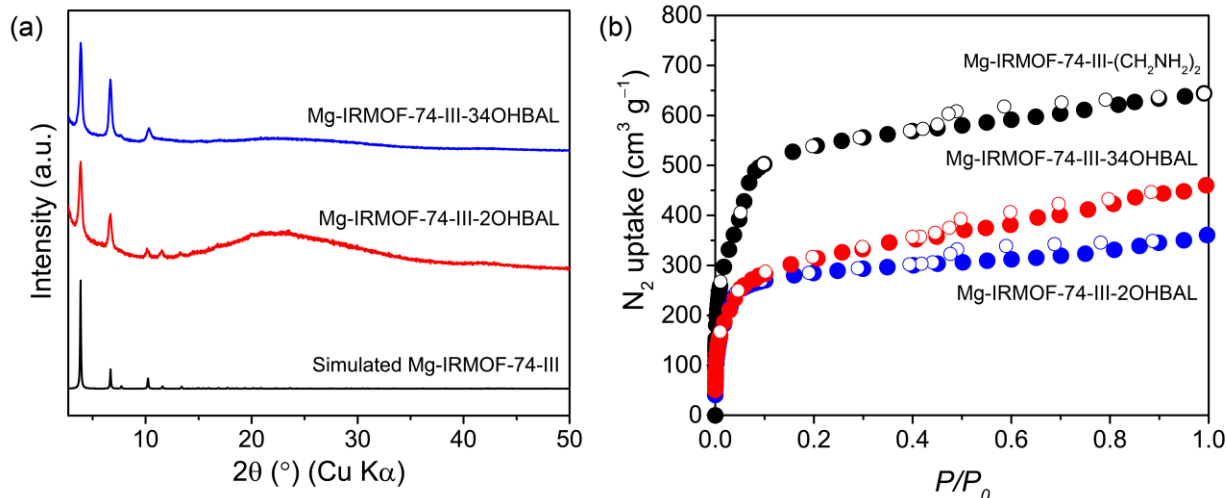 (a)
Intensity (a.u.)
Mg-IRMOF-74-III-34OHBAL
Mg-IRMOF-74-III-2OHBAL
Simulated Mg-IRMOF-74-III
10 20 30 40 50
2θ (°) (Cu Kα)
(b)
N₂ uptake (cm³ g⁻¹)
800
700
600
500
400
300
200
100
0
Mg-IRMOF-74-III-(CH₂NH₂)₂
Mg-IRMOF-74-III-34OHBAL
Mg-IRMOF-74-III-2OHBAL
0.0 0.2 0.4 0.6 0.8 1.0
P/P₀